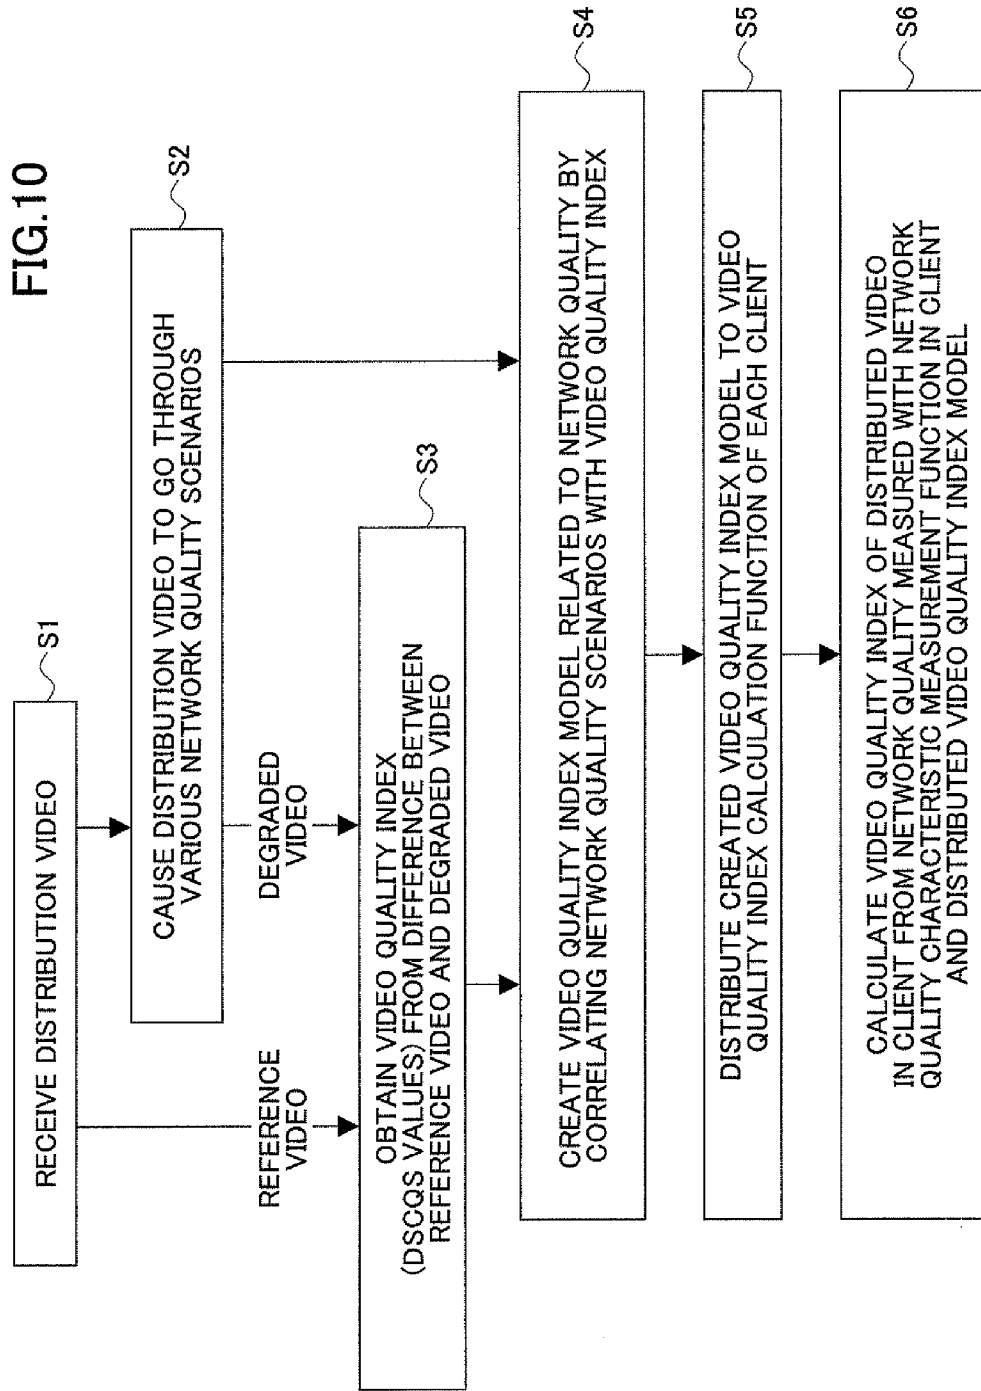 FIG.10
RECEIVE DISTRIBUTION VIDEO
S1
CAUSE DISTRIBUTION VIDEO TO GO THROUGH
VARIOUS NETWORK QUALITY SCENARIOS
S2
REFERENCE
VIDEO
DEGRADED
VIDEO
OBTAIN VIDEO QUALITY INDEX
(DSCQS VALUES) FROM DIFFERENCE BETWEEN
REFERENCE VIDEO AND DEGRADED VIDEO
S3
CREATE VIDEO QUALITY INDEX MODEL RELATED TO NETWORK QUALITY BY
CORRELATING NETWORK QUALITY SCENARIOS WITH VIDEO QUALITY INDEX
S4
DISTRIBUTE CREATED VIDEO QUALITY INDEX MODEL TO VIDEO
QUALITY INDEX CALCULATION FUNCTION OF EACH CLIENT
S5
CALCULATE VIDEO QUALITY INDEX OF DISTRIBUTED VIDEO
IN CLIENT FROM NETWORK QUALITY MEASURED WITH NETWORK
QUALITY CHARACTERISTIC MEASUREMENT FUNCTION IN CLIENT
AND DISTRIBUTED VIDEO QUALITY INDEX MODEL
S6